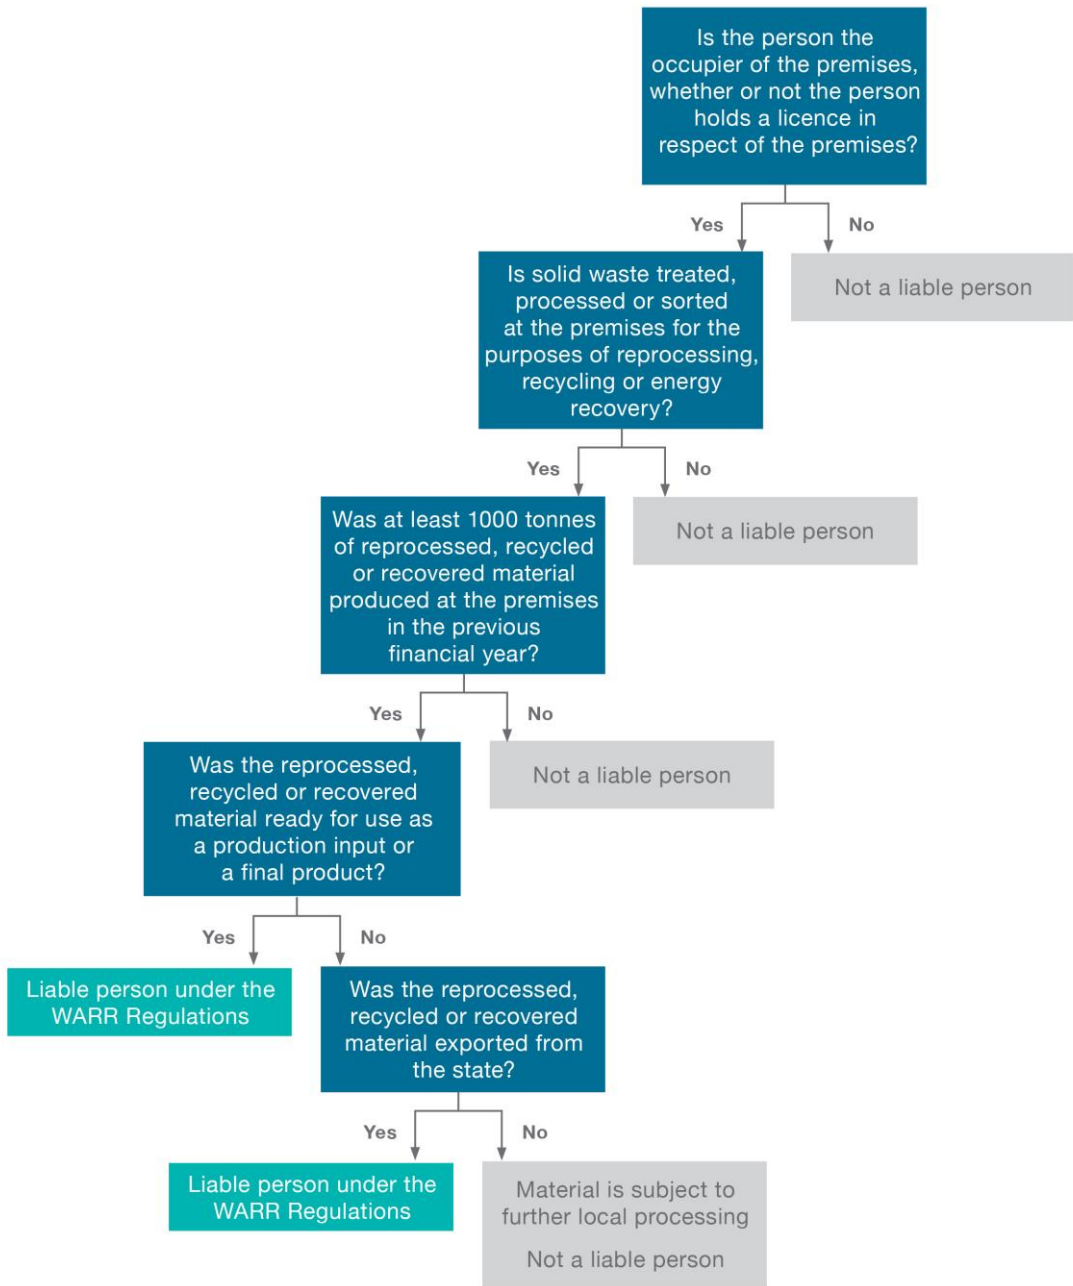 Is the person the
occupier of the premises,
whether or not the person
holds a licence in
respect of the premises?
Yes
No
Is solid waste treated,
processed or sorted
at the premises for the
purposes of reprocessing,
recycling or energy
recovery?
Not a liable person
Yes
No
Was at least 1000 tonnes
of reprocessed, recycled
or recovered material
produced at the premises
in the previous
financial year?
Not a liable person
Yes
No
Was the reprocessed,
recycled or recovered
material ready for use as
a production input or
a final product?
Not a liable person
Yes
No
Liable person under the
WARR Regulations
Was the reprocessed,
recycled or recovered
material exported from
the state?
Yes
No
Liable person under the
WARR Regulations
Material is subject to
further local processing
Not a liable person